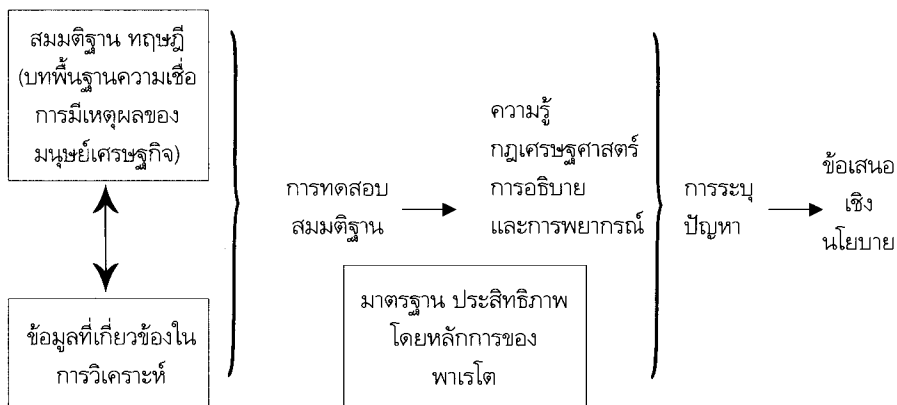 สมมติฐาน ทฤษฎี
(บทพื้นฐานความเชื่อ
การมีเหตุผลของ
มนุษย์เศรษฐกิจ)
ข้อมูลที่เกี่ยวข้องใน
การวิเคราะห์
การทดสอบ
สมมติฐาน
ความรู้
กฎเศรษฐศาสตร์
การอธิบาย
และการพยากรณ์
มาตรฐาน ประสิทธิภาพ
โดยหลักการของ
พาเรโต
การระบุ
ปัญหา
ข้อเสนอ
เชิง
นโยบาย